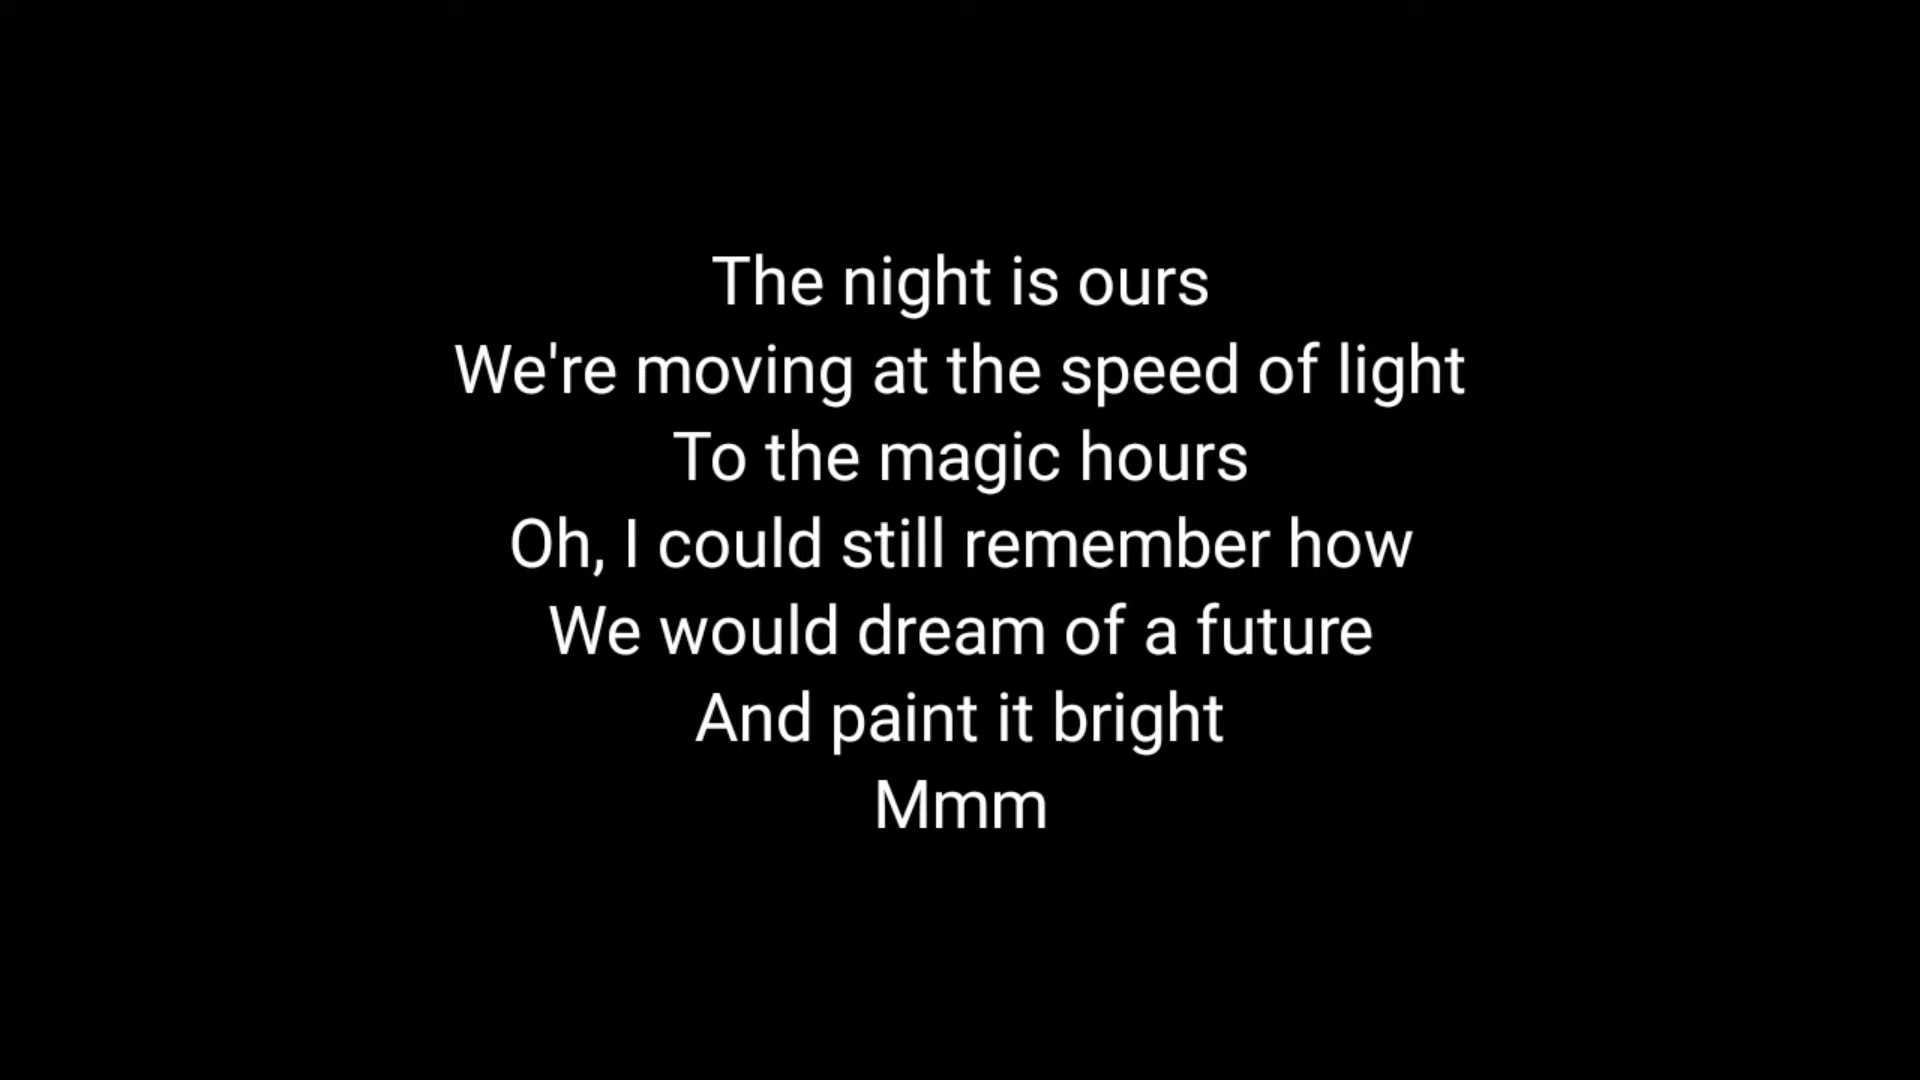 The night is ours
We're moving at the speed of light
To the magic hours
Oh, I could still remember how
We would dream of a future
And paint it bright
Mmm